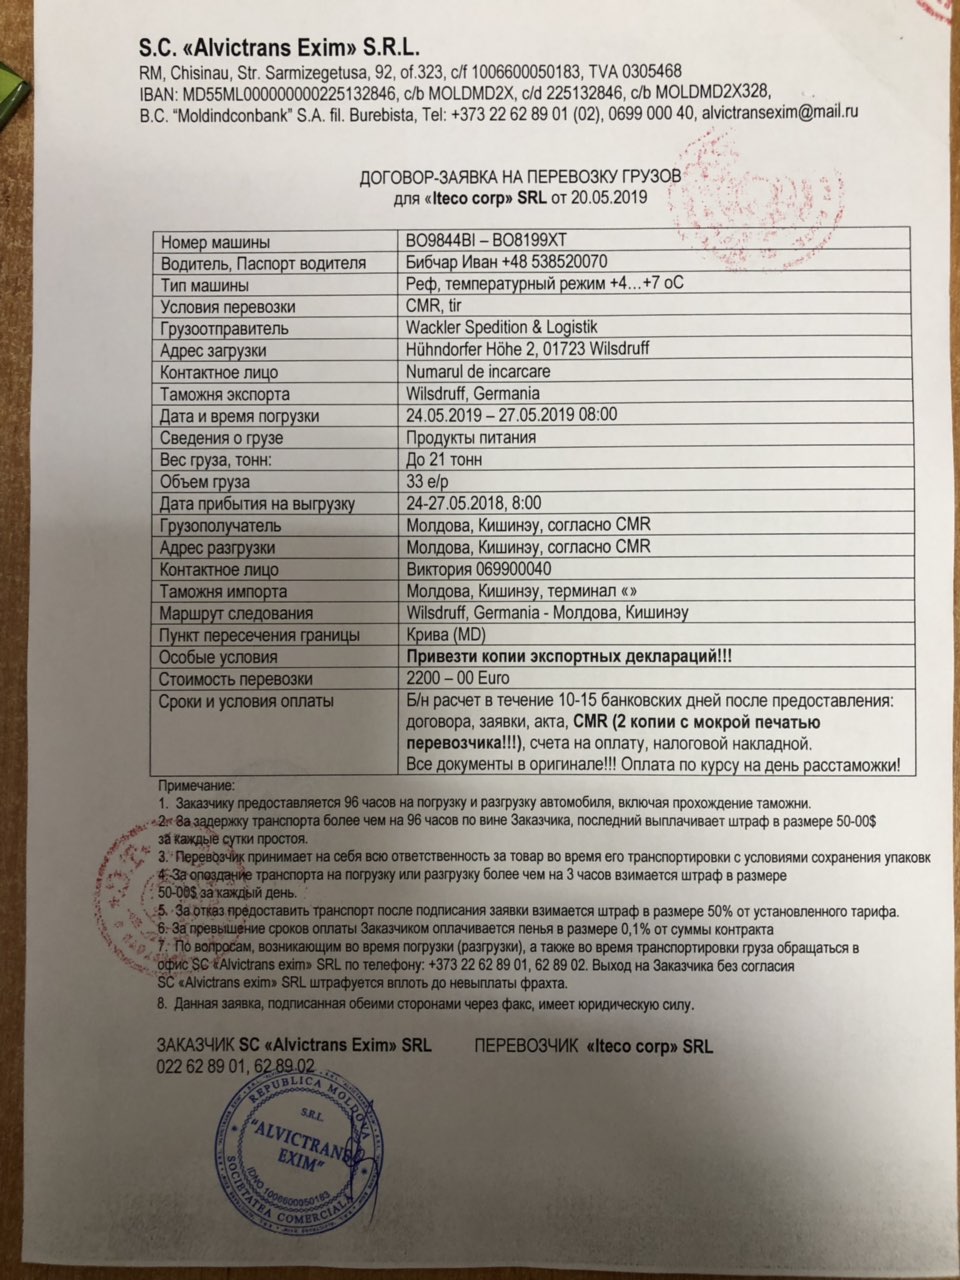 S.C. «Alvictrans Exim» S.R.L.
RM, Chisinau, Str. Sarmizegetusa, 92, of.323, c/f 1006600050183, TVA 0305468
IBAN: MD55ML000000000225132846, c/b MOLDMD2X, c/d 225132846, c/b MOLDMD2X328,
B.C. “Moldindconbank” S.A. fil. Burebista, Tel: +373 22 62 89 01 (02), 0699 000 40, alvictransexim@mail.ru
ДОГОВОР-ЗАЯВКА НА ПЕРЕВОЗКУ ГРУЗОВ
для «Iteco corp» SRL от 20.05.2019
Номер машины BO9844BI – BO8199XT
Водитель, Паспорт водителя Бибчар Иван +48 538520070
Тип машины Реф, температурный режим +4…+7 оС
Условия перевозки CMR, tir
Грузоотправитель Wackler Spedition & Logistik
Адрес загрузки Hühndorfer Höhe 2, 01723 Wilsdruff
Контактное лицо Numarul de incarcare
Таможня экспорта Wilsdruff, Germania
Дата и время погрузки 24.05.2019 – 27.05.2019 08:00
Сведения о грузе Продукты питания
Вес груза, тонн: До 21 тонн
Объем груза 33 е/р
Дата прибытия на выгрузку 24-27.05.2018, 8:00
Грузополучатель Молдова, Кишинэу, согласно CMR
Адрес разгрузки Молдова, Кишинэу, согласно CMR
Контактное лицо Виктория 069900040
Таможня импорта Молдова, Кишинэу, терминал «»
Маршрут следования Wilsdruff, Germania - Молдова, Кишинэу
Пункт пересечения границы Крива (MD)
Особые условия Привезти копии экспортных деклараций!!!
Стоимость перевозки 2200 – 00 Euro
Сроки и условия оплаты Б/н расчет в течение 10-15 банковских дней после предоставления:
договора, заявки, акта, CMR (2 копии с мокрой печатью
перевозчика!!!), счета на оплату, налоговой накладной.
Все документы в оригинале!!! Оплата по курсу на день расстаможки!
Примечание:
1. Заказчику предоставляется 96 часов на погрузку и разгрузку автомобиля, включая прохождение таможни.
2. За задержку транспорта более чем на 96 часов по вине Заказчика, последний выплачивает штраф в размере 50-00$
за каждые сутки простоя.
3. Перевозчик принимает на себя всю ответственность за товар во время его транспортировки с условиями сохранения упаковк
4. За опоздание транспорта на погрузку или разгрузку более чем на 3 часов взимается штраф в размере
50-00$ за каждый день.
5. За отказ предоставить транспорт после подписания заявки взимается штраф в размере 50% от установленного тарифа.
6. За превышение сроков оплаты Заказчиком оплачивается пенья в размере 0,1% от суммы контракта
7. По вопросам, возникающим во время погрузки (разгрузки), а также во время транспортировки груза обращаться в
офис SC «Alvictrans exim» SRL по телефону: +373 22 62 89 01, 62 89 02. Выход на Заказчика без согласия
SC «Alvictrans exim» SRL штрафуется вплоть до невыплаты фрахта.
8. Данная заявка, подписанная обеими сторонами через факс, имеет юридическую силу.
ЗАКАЗЧИК SC «Alvictrans Exim» SRL ПЕРЕВОЗЧИК «Iteco corp» SRL
022 62 89 01, 62 89 02
REPUBLICA MOLDOVA
S.R.L.
"ALVICTRANS
EXIM"
IDNO 1006600050183
SOCIETATEA COMERCIALA